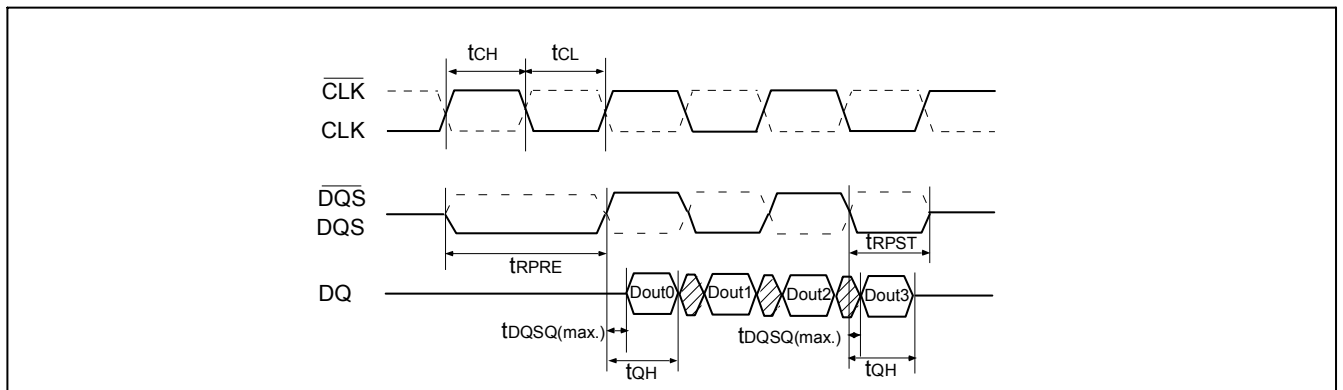 tCH tCL
CLK
CLK
DQS
DQS
tRPRE
tRPST
DQ
Dout0 Dout1 Dout2 Dout3
tDQSQ(max.) tDQSQ(max.)
tQH tQH